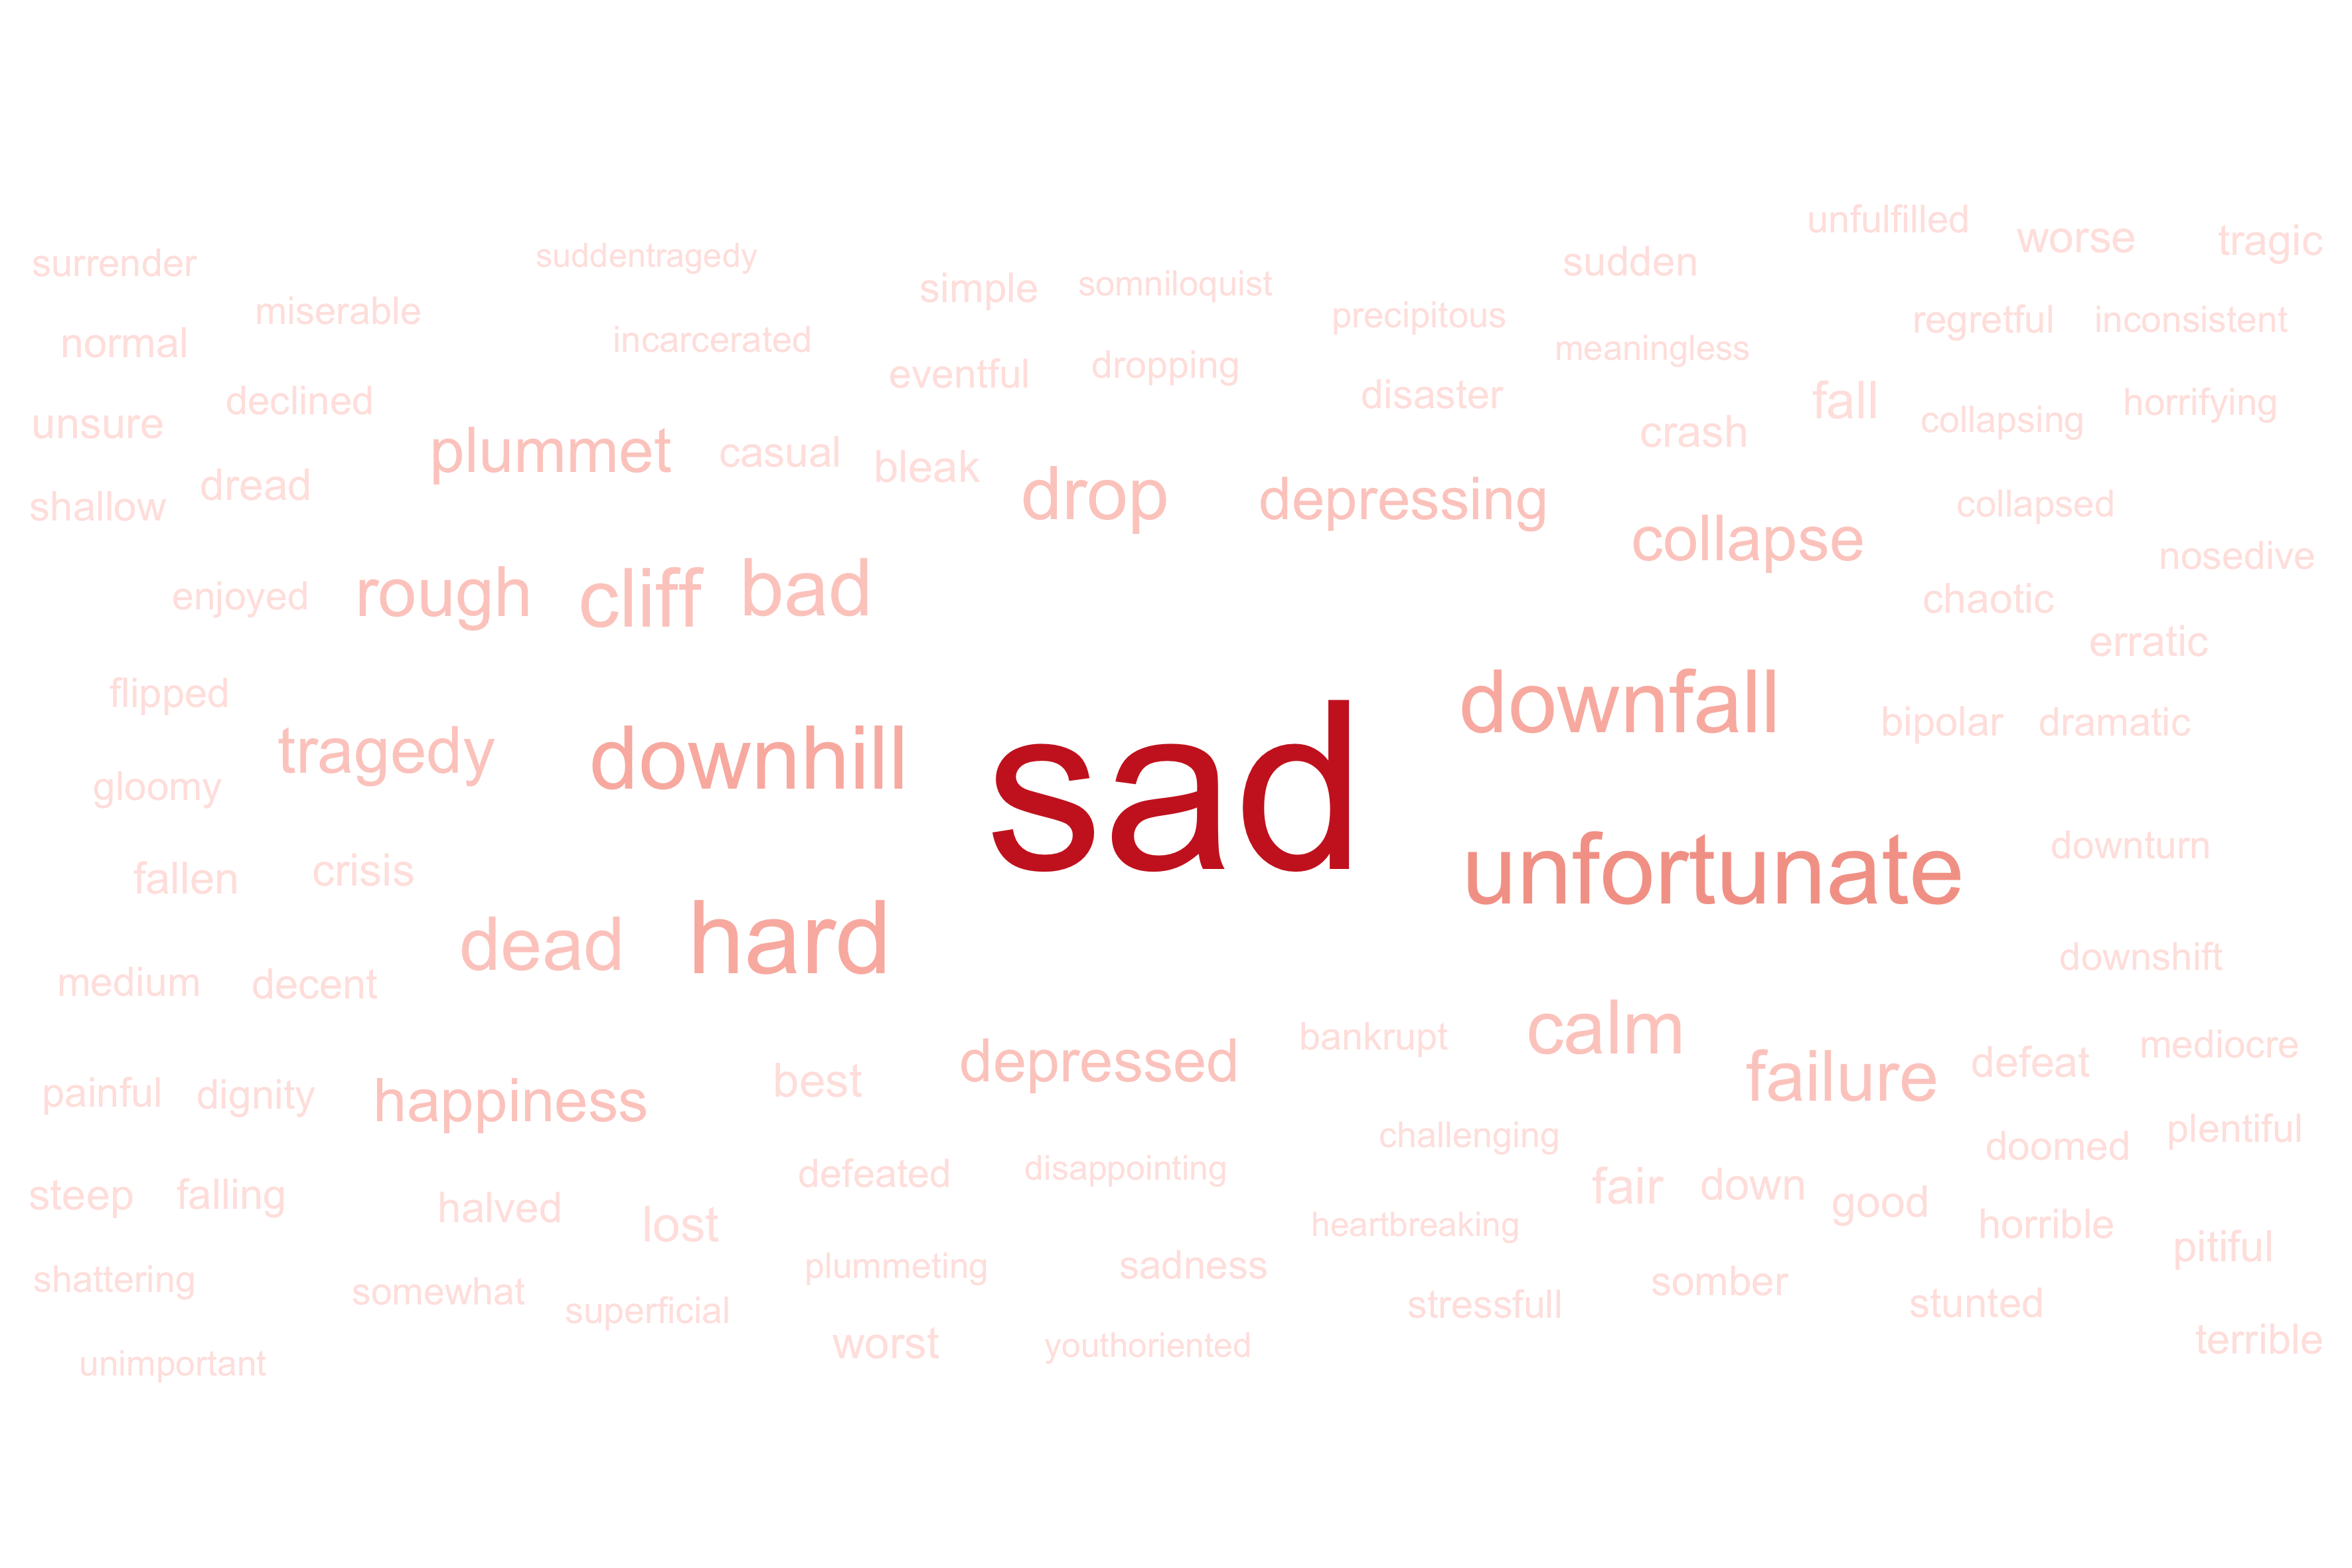 unfulfilled
worse
tragic
surrender
suddentragedy
sudden
simple
somniloquist
miserable
precipitous
regretful
inconsistent
normal
incarcerated
meaningless
eventful
dropping
disaster
declined
fall
horrifying
unsure
collapsing
crash
plummet
casual
bleak
dread
drop
depressing
shallow
collapsed
collapse
nosedive
enjoyed
rough
cliff
bad
chaotic
erratic
flipped
downfall
bipolar
dramatic
tragedy
downhill
sad
gloomy
downturn
fallen
crisis
unfortunate
dead
hard
downshift
medium
decent
calm
bankrupt
mediocre
depressed
defeat
failure
painful
dignity
happiness
best
challenging
plentiful
doomed
defeated
disappointing
steep
falling
fair
down
good
halved
lost
heartbreaking
horrible
pitiful
shattering
plummeting
sadness
somewhat
superficial
somber
stressfull
stunted
worst
youthoriented
terrible
unimportant